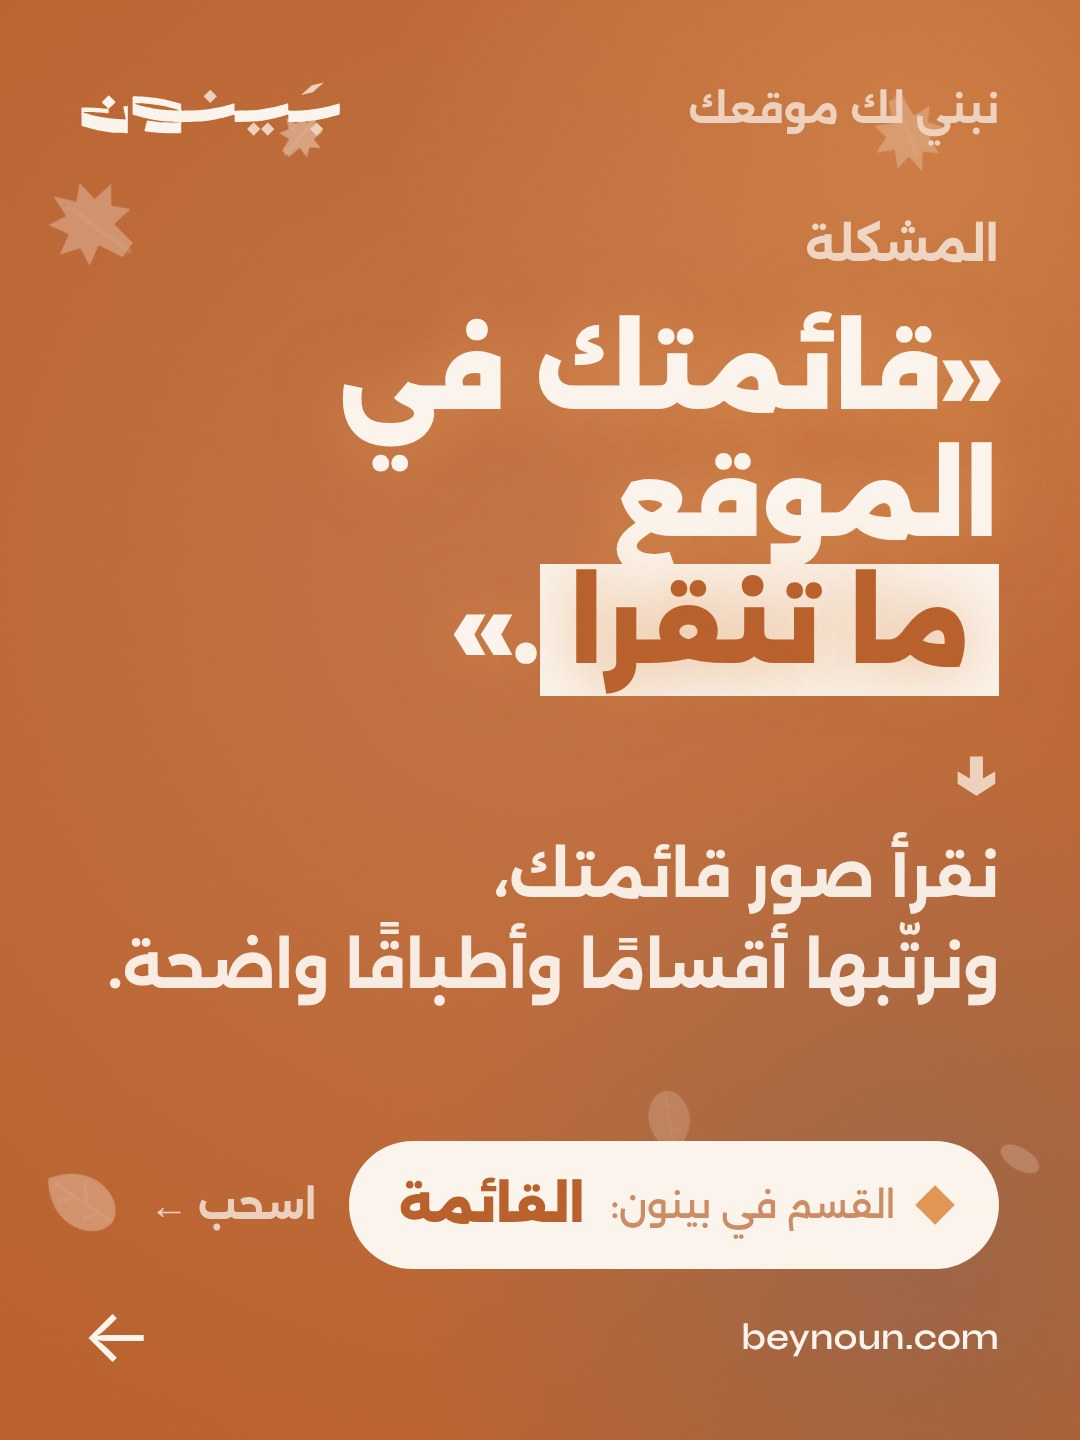 نبني لك موقعك
بَينون
المشكلة
«قائمتك في
الموقع
ما تنقرا.»
نقرأ صور قائمتك،
ونرتّبها أقسامًا وأطباقًا واضحة.
القسم في بينون: القائمة
اسحب ←
beynoun.com